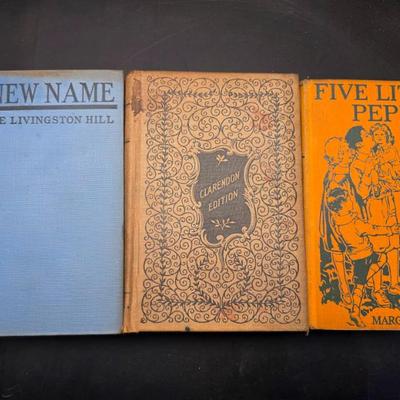 NEW NAME
E LIVINGSTON HILL
CLARENDON
EDITION
FIVE LIT
PEP
MARG